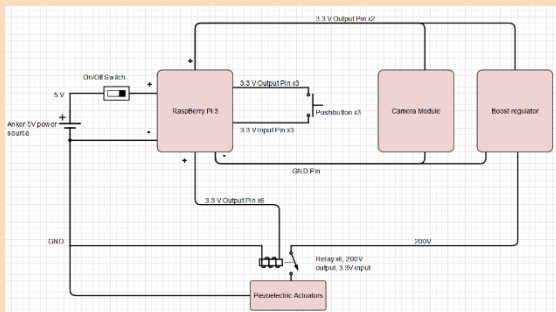 3.3 V Output Pin x2
On/Off Switch
5 V
3.3 V Output Pin x3
RaspBerry Pi 3
Pushbutton x3
Camera Module
Boost regulator
Anker 5V power
source
3.3 V Input Pin x3
GND Pin
3.3 V Output Pin x6
GND
200V
Relay x6, 200V
output, 3.3V input
Piezoelectric Actuators